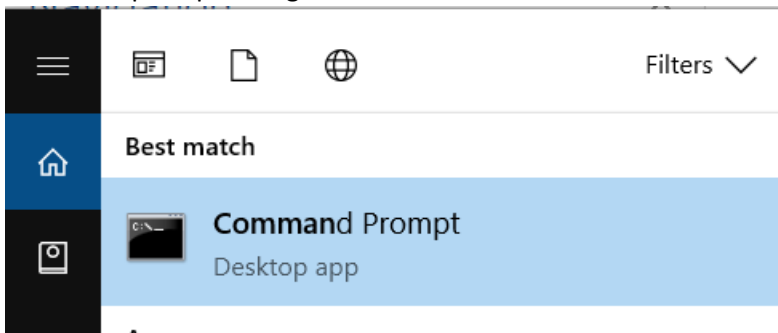 Filters
Best match
C:\_
Command Prompt
Desktop app